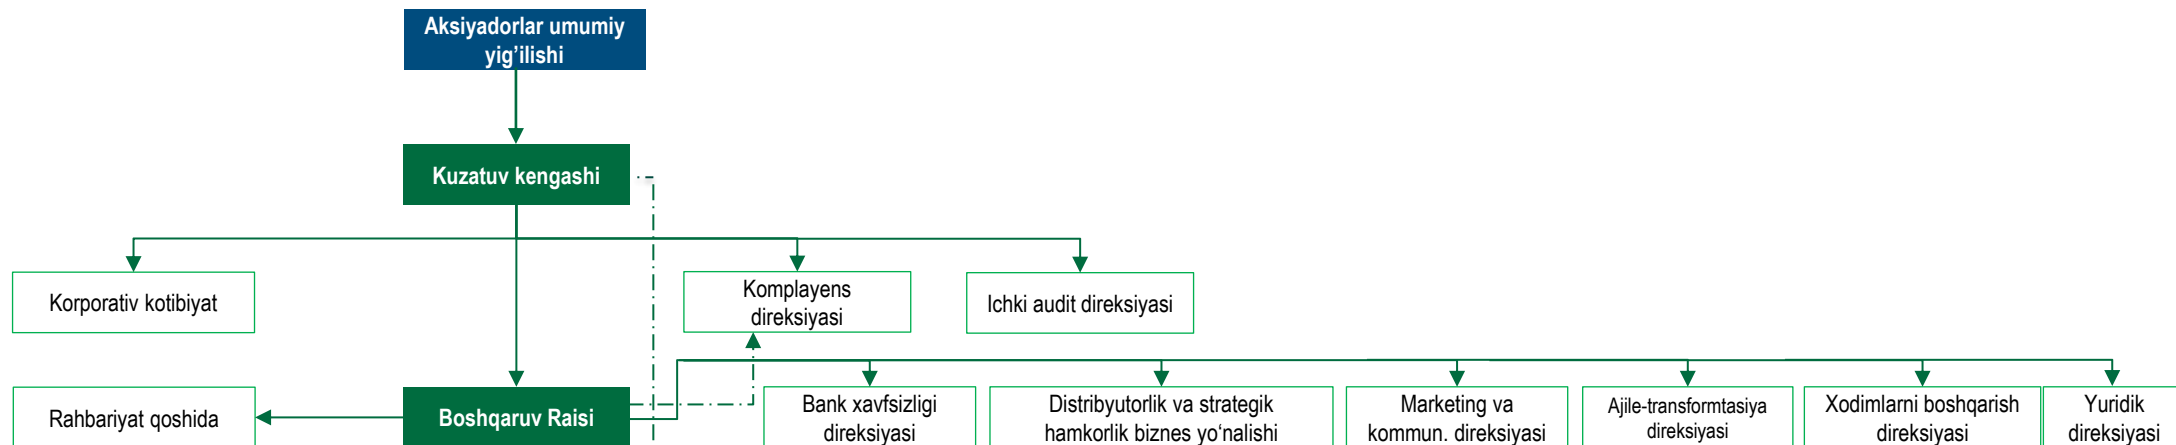 Aksiyadorlar umumiy
yig’ilishi
Kuzatuv kengashi
Korporativ kotibiyat
Komplayens
direksiyasi
Ichki audit direksiyasi
Rahbariyat qoshida
Boshqaruv Raisi
Bank xavfsizligi
direksiyasi
Distribyutorlik va strategik
hamkorlik biznes yo‘nalishi
Marketing va
kommun. direksiyasi
Ajile-transformtasiya
direksiyasi
Xodimlarni boshqarish
direksiyasi
Yuridik
direksiyasi